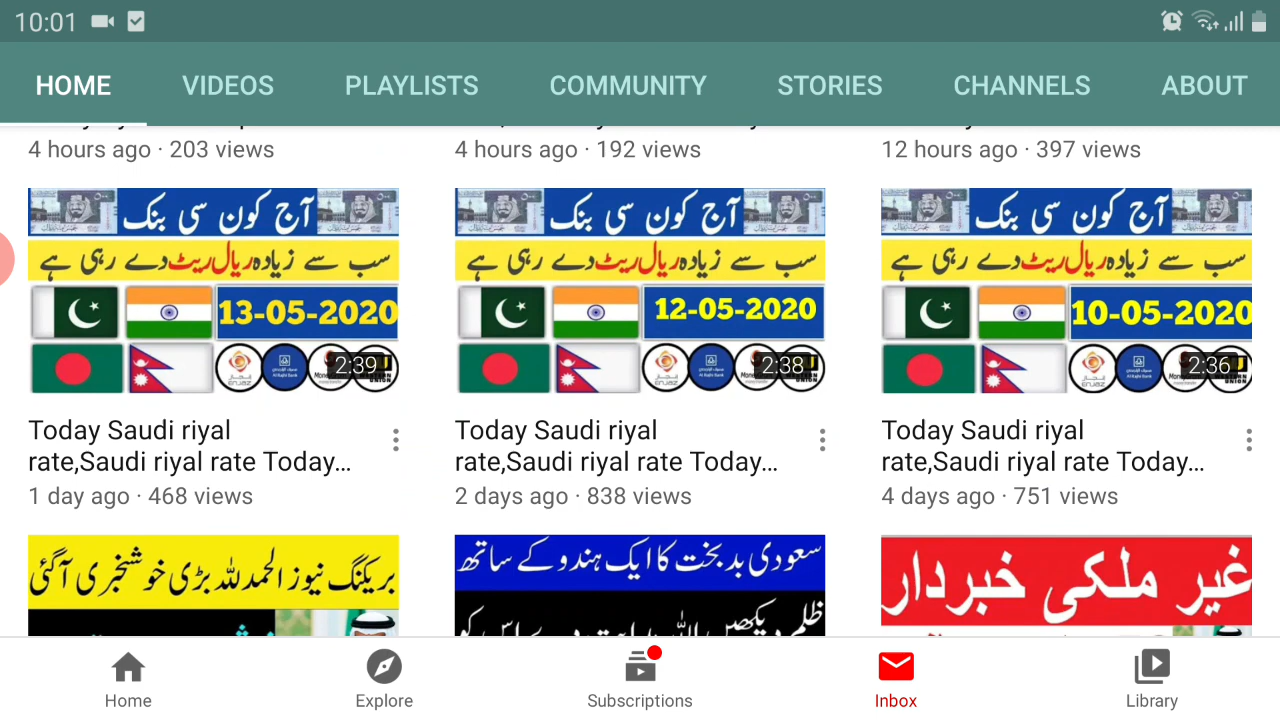 10:01
HOME VIDEOS PLAYLISTS COMMUNITY STORIES CHANNELS ABOUT
4 hours ago · 203 views
4 hours ago · 192 views
12 hours ago · 397 views
آج کون سی بنک
سب سے زیادہ ریال ریٹ دے رہی ہے
13-05-2020
2:39
Today Saudi riyal
rate,Saudi riyal rate Today...
1 day ago · 468 views
آج کون سی بنک
سب سے زیادہ ریال ریٹ دے رہی ہے
12-05-2020
2:38
Today Saudi riyal
rate,Saudi riyal rate Today...
2 days ago · 838 views
آج کون سی بنک
سب سے زیادہ ریال ریٹ دے رہی ہے
10-05-2020
2:36
Today Saudi riyal
rate,Saudi riyal rate Today...
4 days ago · 751 views
بریکنگ نیوز الحمدللہ بڑی خوشخبری آگئی
سعودی بدبخت کا ایک ہندو کے ساتھ
ظلم دیکھیں اللہ
غیر ملکی خبردار
Home Explore Subscriptions Inbox Library